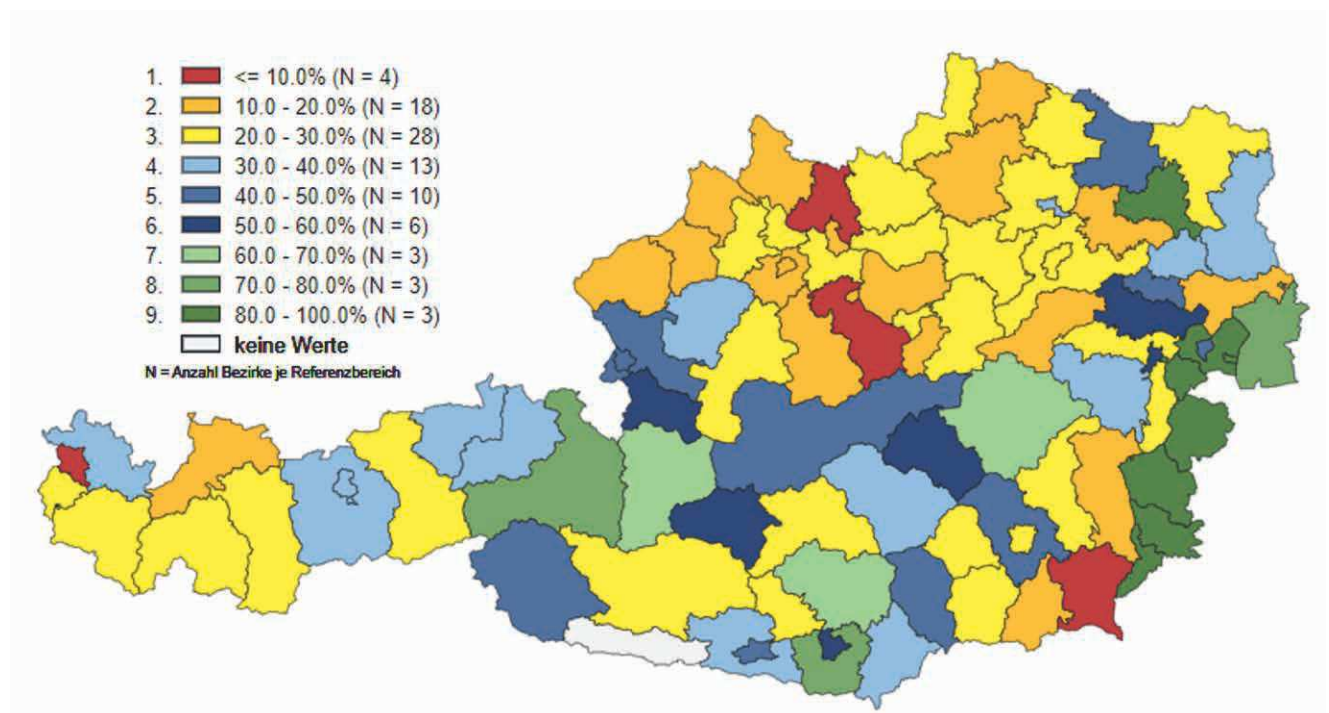 1. <= 10.0% (N = 4)
2. 10.0 - 20.0% (N = 18)
3. 20.0 - 30.0% (N = 28)
4. 30.0 - 40.0% (N = 13)
5. 40.0 - 50.0% (N = 10)
6. 50.0 - 60.0% (N = 6)
7. 60.0 - 70.0% (N = 3)
8. 70.0 - 80.0% (N = 3)
9. 80.0 - 100.0% (N = 3)
keine Werte
N = Anzahl Bezirke je Referenzbereich